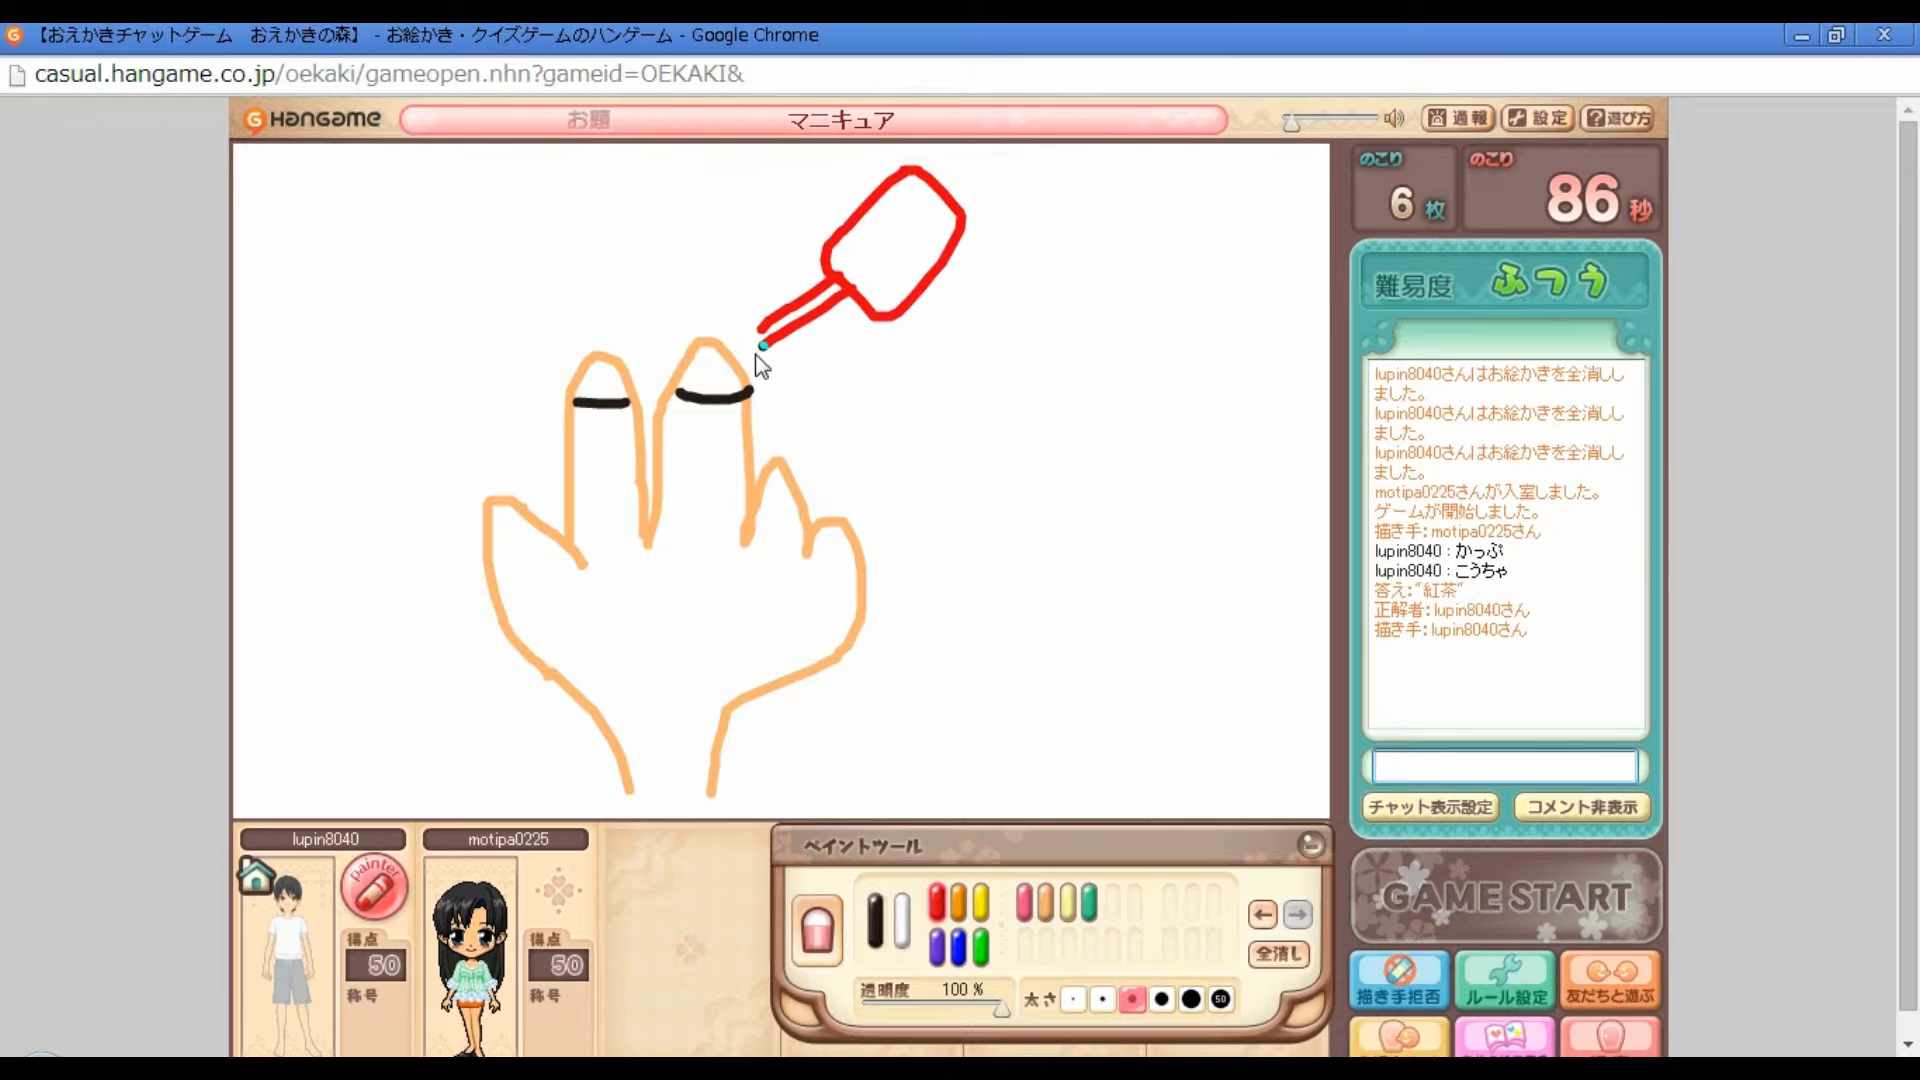 【おえかきチャットゲーム　おえかきの森】 - お絵かき・クイズゲームのハンゲーム - Google Chrome
casual.hangame.co.jp/oekaki/gameopen.nhn?gameid=OEKAKI&
HANGAME
お題 マニキュア
通報
設定
遊び方
のこり 6 枚
のこり 86 秒
難易度 ふつう
lupin8040さんはお絵かきを全消しし
ました。
lupin8040さんはお絵かきを全消しし
ました。
lupin8040さんはお絵かきを全消しし
ました。
motipa0225さんが入室しました。
ゲームが開始しました。
描き手: motipa0225さん
lupin8040 : かっぷ
lupin8040 : こうちゃ
答え:"紅茶"
正解者: lupin8040さん
描き手: lupin8040さん
チャット表示設定
コメント非表示
lupin8040
painter
得点
50
称号
motipa0225
得点
50
称号
ペイントツール
全消し
透明度 100 %
太さ
50
GAME START
描き手拒否
ルール設定
友だちと遊ぶ